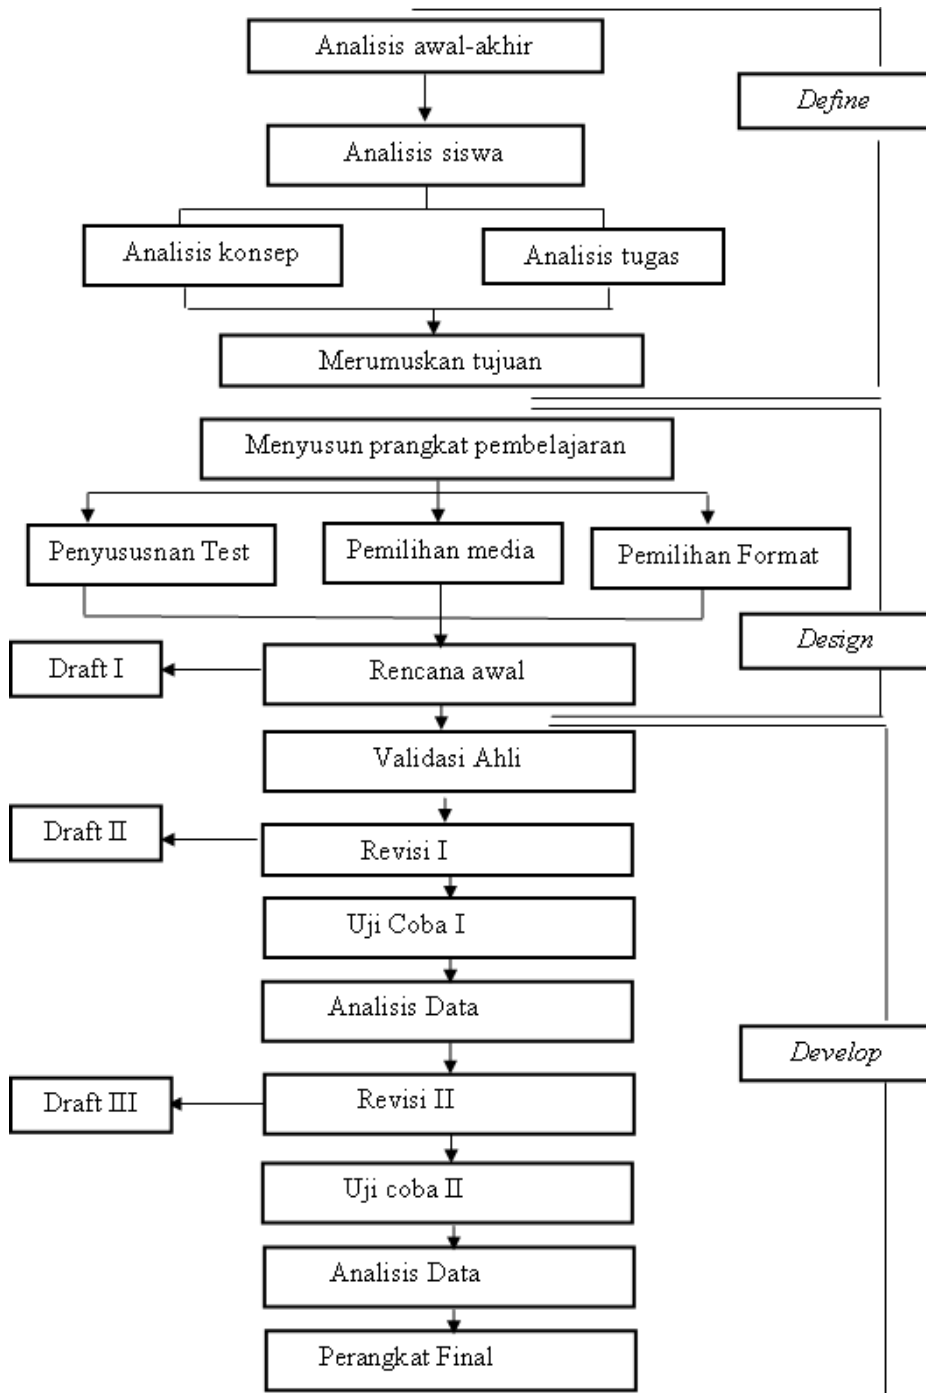 Analisis awal-akhir
Define
Analisis siswa
Analisis konsep
Analisis tugas
Merumuskan tujuan
Menyusun prangkat pembelajaran
Penyususnan Test
Pemilihan media
Pemilihan Format
Design
Draft I
Rencana awal
Validasi Ahli
Draft II
Revisi I
Uji Coba I
Analisis Data
Develop
Draft III
Revisi II
Uji coba II
Analisis Data
Perangkat Final